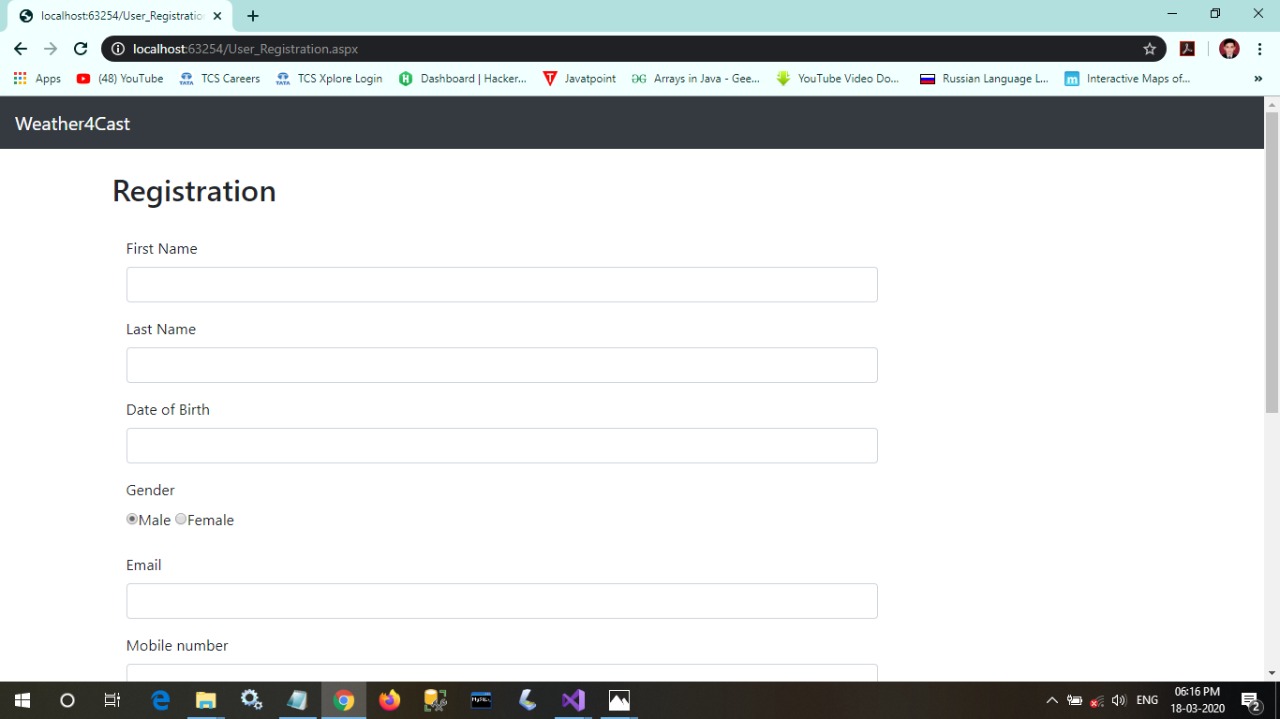 localhost:63254/User_Registratio
localhost:63254/User_Registration.aspx
Apps (48) YouTube TCS Careers TCS Xplore Login Dashboard | Hacker... Javatpoint Arrays in Java - Gee... YouTube Video Do... Russian Language L... Interactive Maps of... »
Weather4Cast
Registration
First Name
Last Name
Date of Birth
Gender
Male Female
Email
Mobile number
ENG
06:16 PM
18-03-2020
2